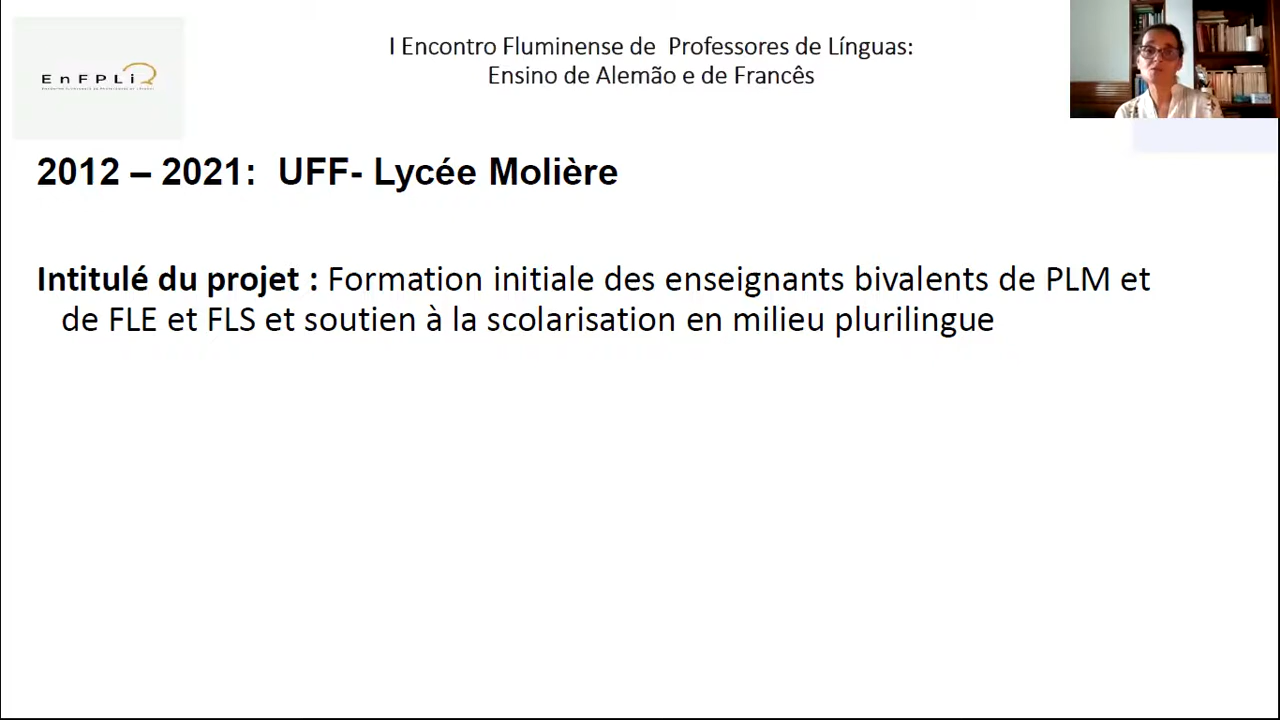 EnFPLi
I Encontro Fluminense de Professores de Línguas:
Ensino de Alemão e de Francês
2012 – 2021: UFF- Lycée Molière
Intitulé du projet : Formation initiale des enseignants bivalents de PLM et
de FLE et FLS et soutien à la scolarisation en milieu plurilingue